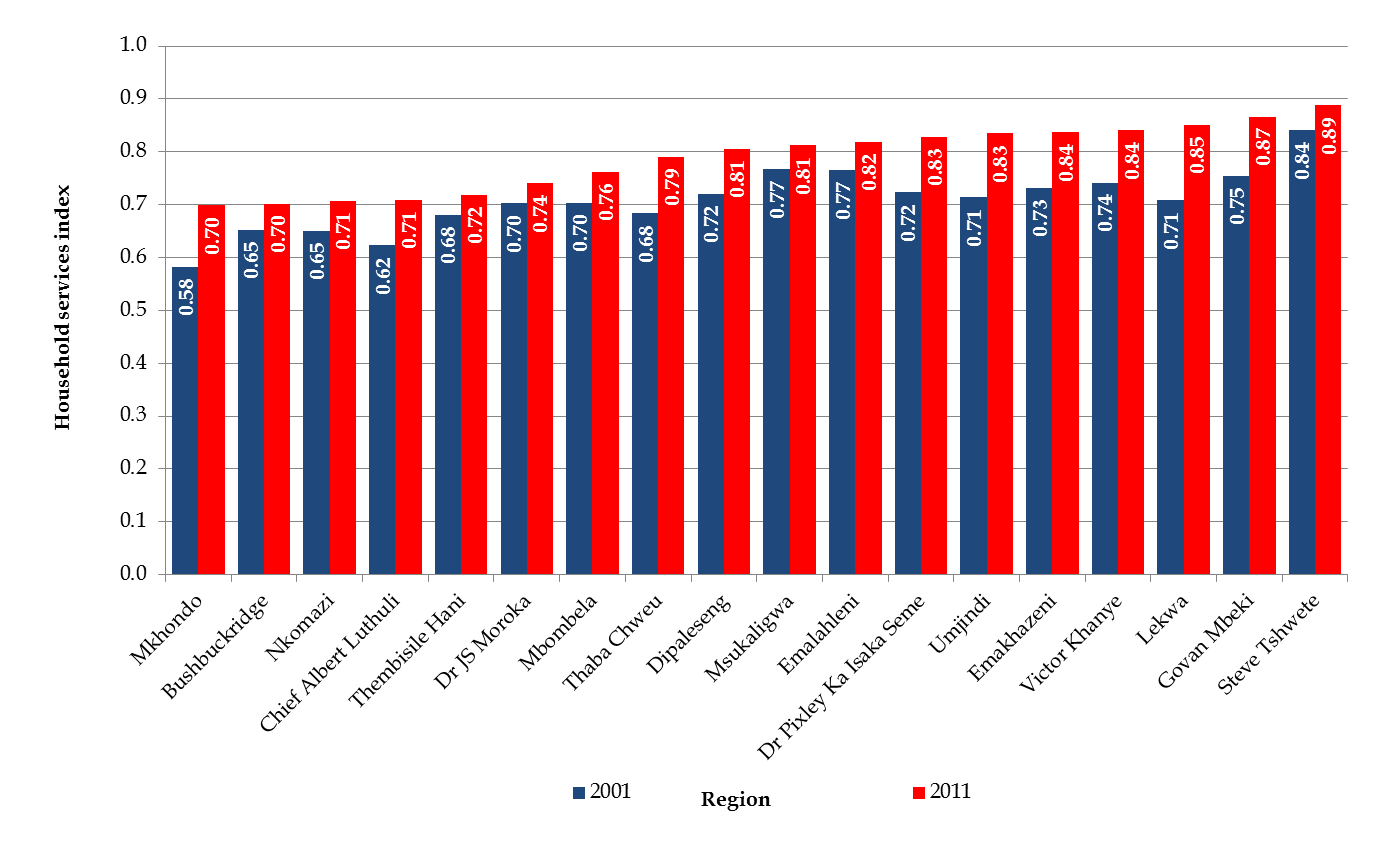 Household services index
1.0
0.9
0.8
0.7
0.6
0.5
0.4
0.3
0.2
0.1
0.0
0.58 0.70 0.65 0.70 0.65 0.71 0.62 0.71 0.68 0.72 0.70 0.74 0.70 0.76 0.68 0.79 0.72 0.81 0.77 0.81 0.77 0.82 0.72 0.83 0.71 0.83 0.73 0.84 0.74 0.84 0.71 0.85 0.75 0.87 0.84 0.89
Mkhondo
Bushbuckridge
Nkomazi
Chief Albert Luthuli
Thembisile Hani
Dr JS Moroka
Mbombela
Thaba Chweu
Dipaleseng
Msukaligwa
Emalahleni
Dr Pixley Ka Isaka Seme
Umjindi
Emakhazeni
Victor Khanye
Lekwa
Govan Mbeki
Steve Tshwete
2001 Region 2011